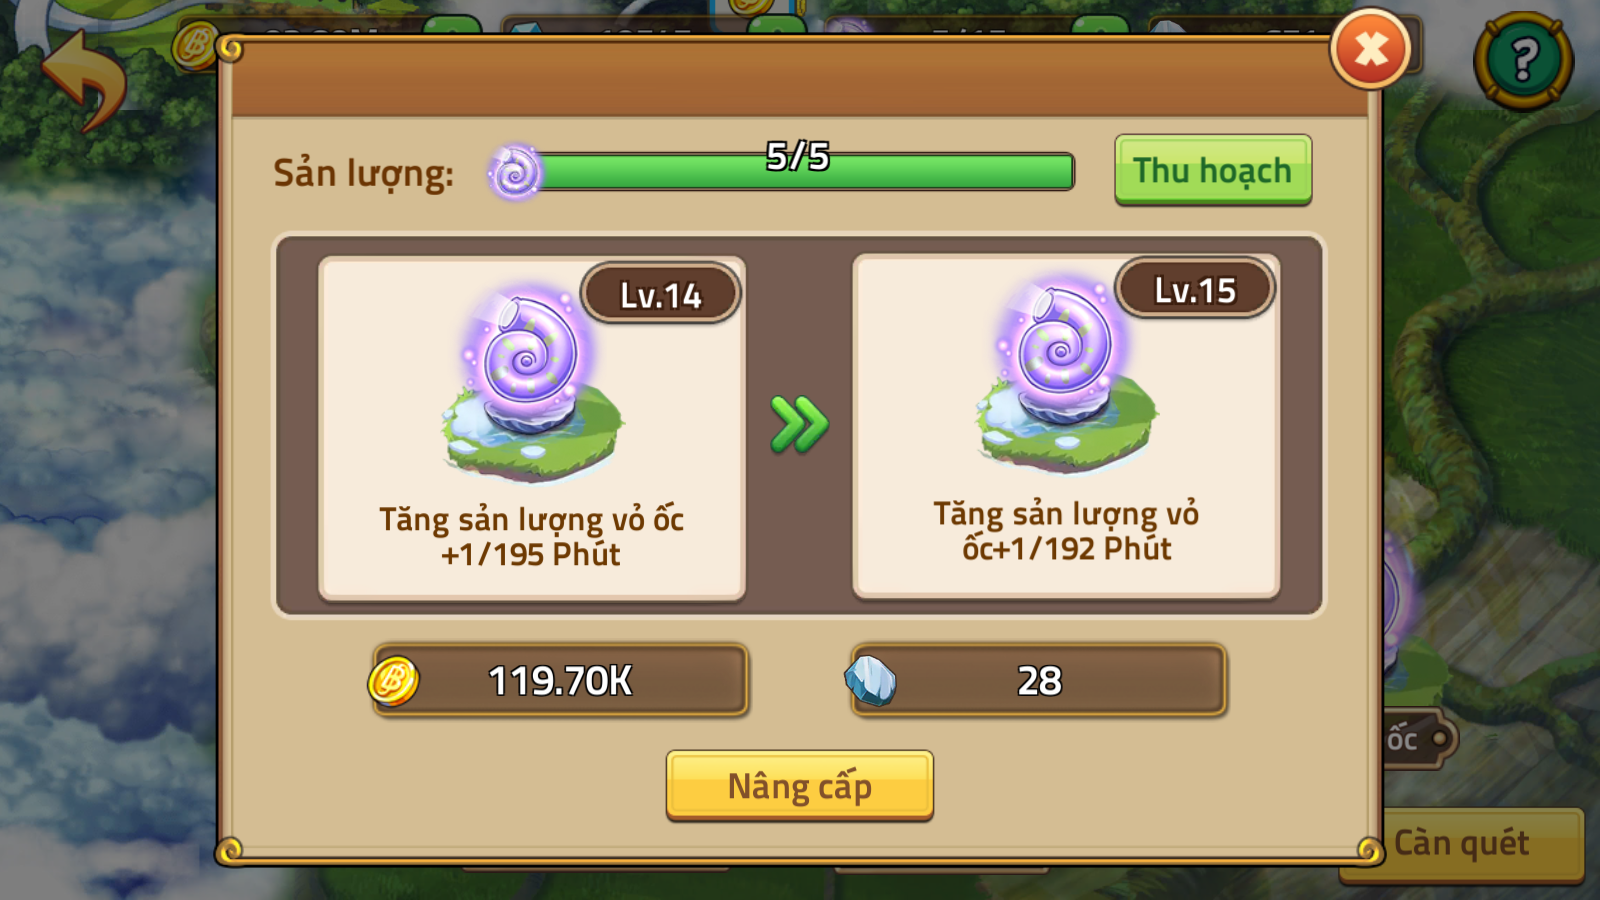 Sản lượng:
5/5
Thu hoạch
Lv.14
Lv.15
Tăng sản lượng vỏ ốc
+1/195 Phút
Tăng sản lượng vỏ
ốc+1/192 Phút
119.70K
28
Nâng cấp
ốc
Càn quét
?